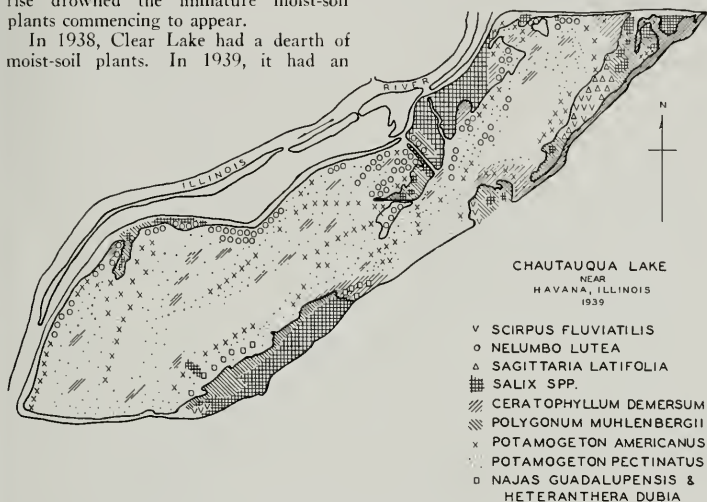 rise drowned the immature moist-soil
plants commencing to appear.
In 1938, Clear Lake had a dearth of
moist-soil plants. In 1939, it had an
ILLINOIS RIVER
N
CHAUTAUQUA LAKE
NEAR
HAVANA, ILLINOIS
1939
SCIRPUS FLUVIATILIS
NELUMBO LUTEA
SAGITTARIA LATIFOLIA
SALIX SPP.
CERATOPHYLLUM DEMERSUM
POLYGONUM MUHLENBERGII
POTAMOGETON AMERICANUS
POTAMOGETON PECTINATUS
NAJAS GUADALUPENSIS &
HETERANTHERA DUBIA